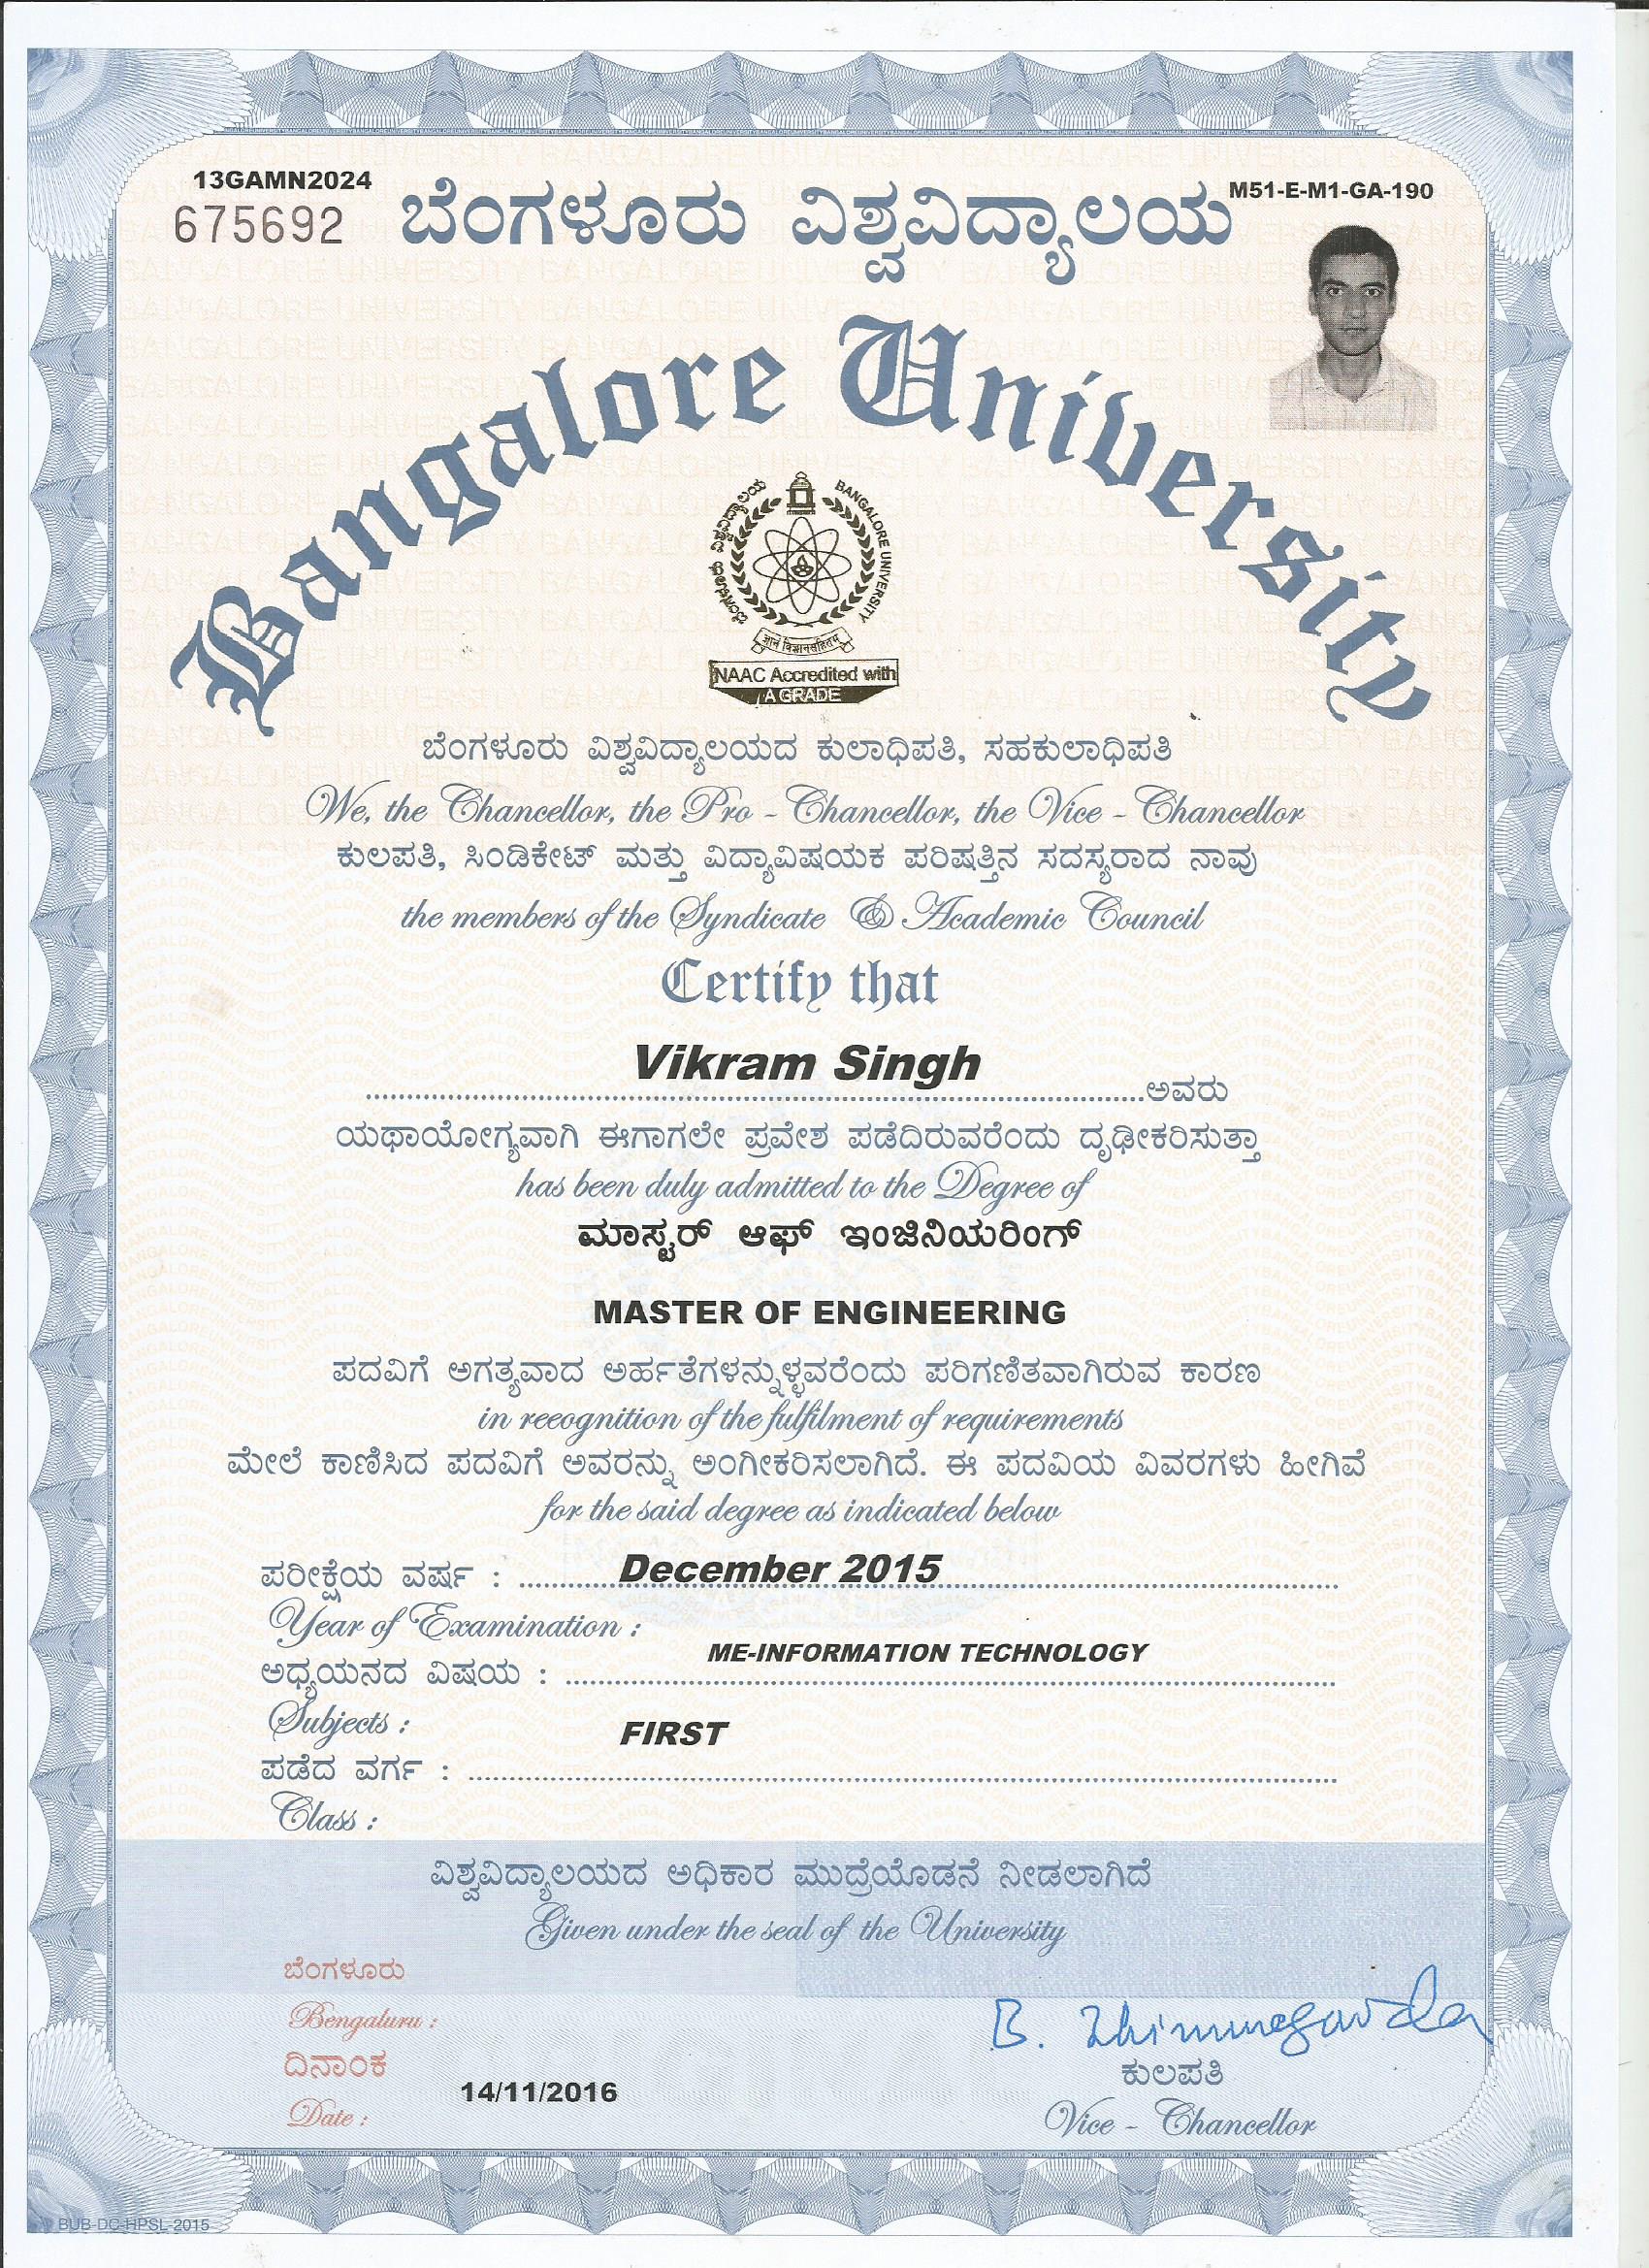 13GAMN2024
675692
M51-E-M1-GA-190
ಬೆಂಗಳೂರು ವಿಶ್ವವಿದ್ಯಾಲಯ
Bangalore University
ಬೆಂಗಳೂರು ವಿಶ್ವವಿದ್ಯಾಲಯ
BANGALORE UNIVERSITY
ज्ञानं विज्ञानसहितम्
NAAC Accredited with
A GRADE
ಬೆಂಗಳೂರು ವಿಶ್ವವಿದ್ಯಾಲಯದ ಕುಲಾಧಿಪತಿ, ಸಹಕುಲಾಧಿಪತಿ
We, the Chancellor, the Pro - Chancellor, the Vice - Chancellor
ಕುಲಪತಿ, ಸಿಂಡಿಕೇಟ್ ಮತ್ತು ವಿದ್ಯಾವಿಷಯಕ ಪರಿಷತ್ತಿನ ಸದಸ್ಯರಾದ ನಾವು
the members of the Syndicate & Academic Council
Certify that
Vikram Singh
ಅವರು
ಯಥಾಯೋಗ್ಯವಾಗಿ ಈಗಾಗಲೇ ಪ್ರವೇಶ ಪಡೆದಿರುವರೆಂದು ದೃಢೀಕರಿಸುತ್ತಾ
has been duly admitted to the Degree of
ಮಾಸ್ಟರ್ ಆಫ್ ಇಂಜಿನಿಯರಿಂಗ್
MASTER OF ENGINEERING
ಪದವಿಗೆ ಅಗತ್ಯವಾದ ಅರ್ಹತೆಗಳನ್ನುಳ್ಳವರೆಂದು ಪರಿಗಣಿತವಾಗಿರುವ ಕಾರಣ
in recognition of the fulfilment of requirements
ಮೇಲೆ ಕಾಣಿಸಿದ ಪದವಿಗೆ ಅವರನ್ನು ಅಂಗೀಕರಿಸಲಾಗಿದೆ. ಈ ಪದವಿಯ ವಿವರಗಳು ಹೀಗಿವೆ
for the said degree as indicated below
ಪರೀಕ್ಷೆಯ ವರ್ಷ : December 2015
Year of Examination :
ಅಧ್ಯಯನದ ವಿಷಯ : ME-INFORMATION TECHNOLOGY
Subjects :
ಪಡೆದ ವರ್ಗ : FIRST
Class :
ವಿಶ್ವವಿದ್ಯಾಲಯದ ಅಧಿಕಾರ ಮುದ್ರೆಯೊಡನೆ ನೀಡಲಾಗಿದೆ
Given under the seal of the University
ಬೆಂಗಳೂರು
Bengaluru :
ದಿನಾಂಕ
Date : 14/11/2016
B. Thimmegowda
ಕುಲಪತಿ
Vice - Chancellor
BUB-DC-HPSL-2015